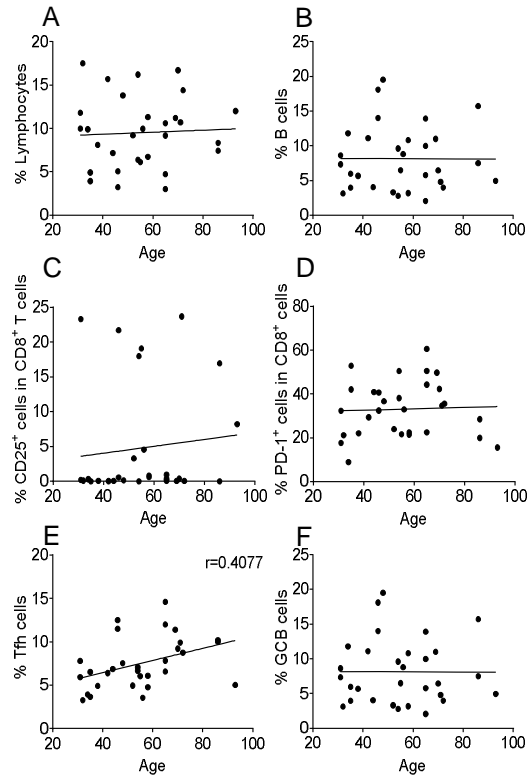 A
B
20
15
10
5
0
% Lymphocytes
20 40 60 80 100
Age
25
20
15
10
5
0
% B cells
20 40 60 80 100
Age
C
D
25
20
15
10
5
0
% CD25⁺ cells in CD8⁺ T cells
20 40 60 80 100
Age
80
60
40
20
0
% PD-1⁺ cells in CD8⁺ cells
20 40 60 80 100
Age
E
F
20
15
10
5
0
% Tfh cells
r=0.4077
20 40 60 80 100
Age
25
20
15
10
5
0
% GCB cells
20 40 60 80 100
Age